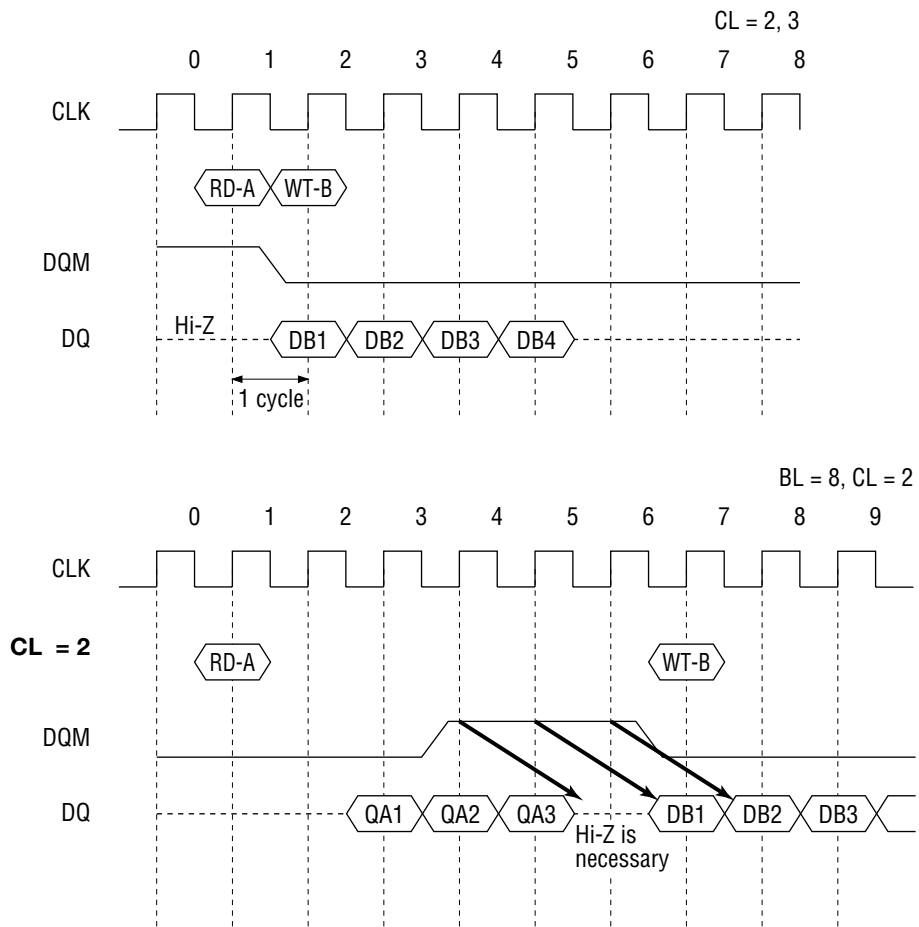 CL = 2, 3
0 1 2 3 4 5 6 7 8
CLK
RD-A WT-B
DQM
Hi-Z
DQ DB1 DB2 DB3 DB4
1 cycle
BL = 8, CL = 2
0 1 2 3 4 5 6 7 8 9
CLK
CL = 2
RD-A WT-B
DQM
DQ QA1 QA2 QA3 DB1 DB2 DB3
Hi-Z is
necessary